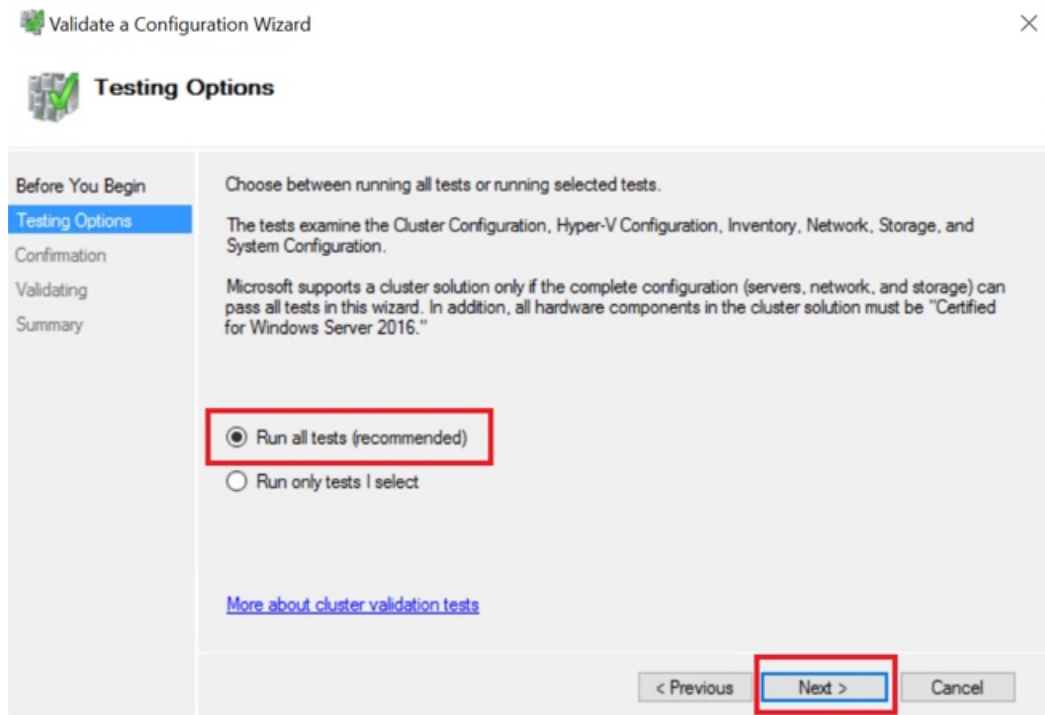 Validate a Configuration Wizard
Testing Options
Before You Begin
Testing Options
Confirmation
Validating
Summary
Choose between running all tests or running selected tests.
The tests examine the Cluster Configuration, Hyper-V Configuration, Inventory, Network, Storage, and
System Configuration.
Microsoft supports a cluster solution only if the complete configuration (servers, network, and storage) can
pass all tests in this wizard. In addition, all hardware components in the cluster solution must be "Certified
for Windows Server 2016."
Run all tests (recommended)
Run only tests I select
More about cluster validation tests
< Previous
Next >
Cancel